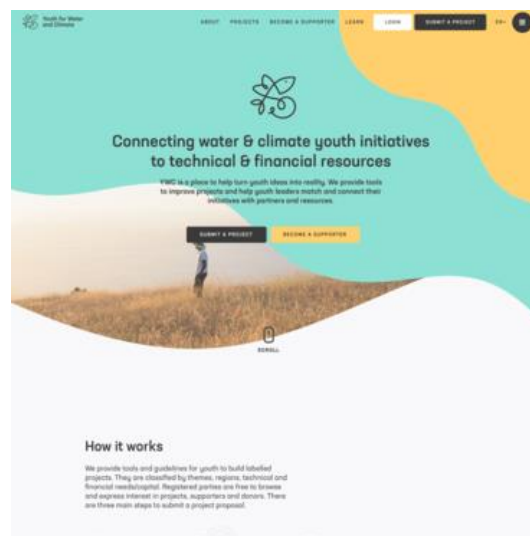 Youth for Water
and Climate
ABOUT PROJECTS BECOME A SUPPORTER LEARN LOGIN SUBMIT A PROJECT EN
Connecting water & climate youth initiatives
to technical & financial resources
YWC is a place to help turn youth ideas into reality. We provide tools
to improve projects and help youth leaders match and connect their
initiatives with partners and resources.
SUBMIT A PROJECT BECOME A SUPPORTER
SCROLL
How it works
We provide tools and guidelines for youth to build labelled
projects. They are classified by themes, regions, technical and
financial needs/capital. Registered parties are free to browse
and express interest in projects, supporters and donors. There
are three main steps to submit a project proposal.